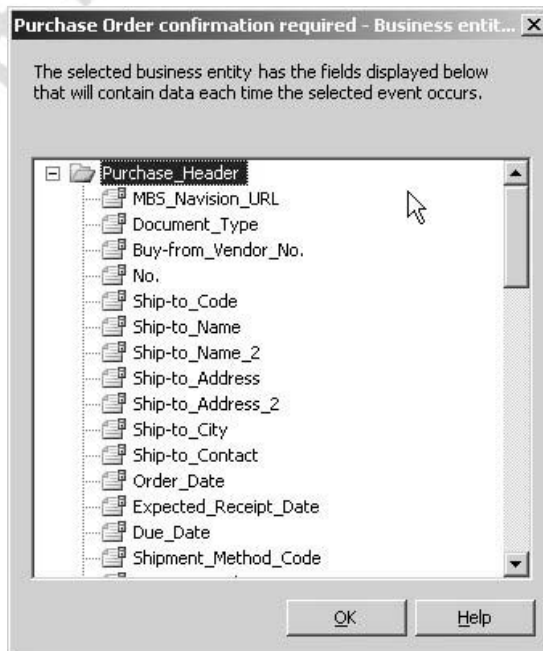 Purchase Order confirmation required - Business entit...
The selected business entity has the fields displayed below
that will contain data each time the selected event occurs.
Purchase_Header
MBS_Navision_URL
Document_Type
Buy-from_Vendor_No.
No.
Ship-to_Code
Ship-to_Name
Ship-to_Name_2
Ship-to_Address
Ship-to_Address_2
Ship-to_City
Ship-to_Contact
Order_Date
Expected_Receipt_Date
Due_Date
Shipment_Method_Code
OK Help